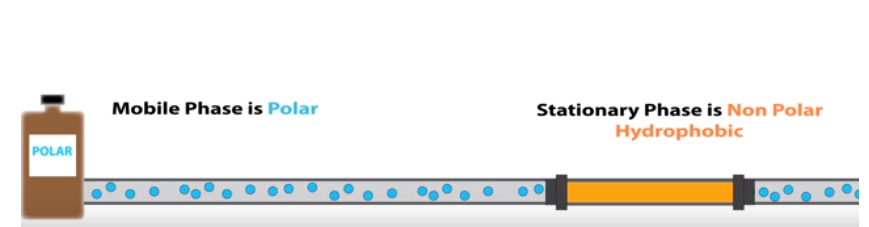 Mobile Phase is Polar
Stationary Phase is Non Polar
Hydrophobic
POLAR